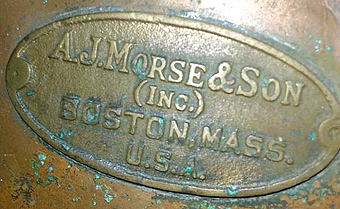 A.J.MORSE & SON
(INC.)
BOSTON, MASS.
U.S.A.